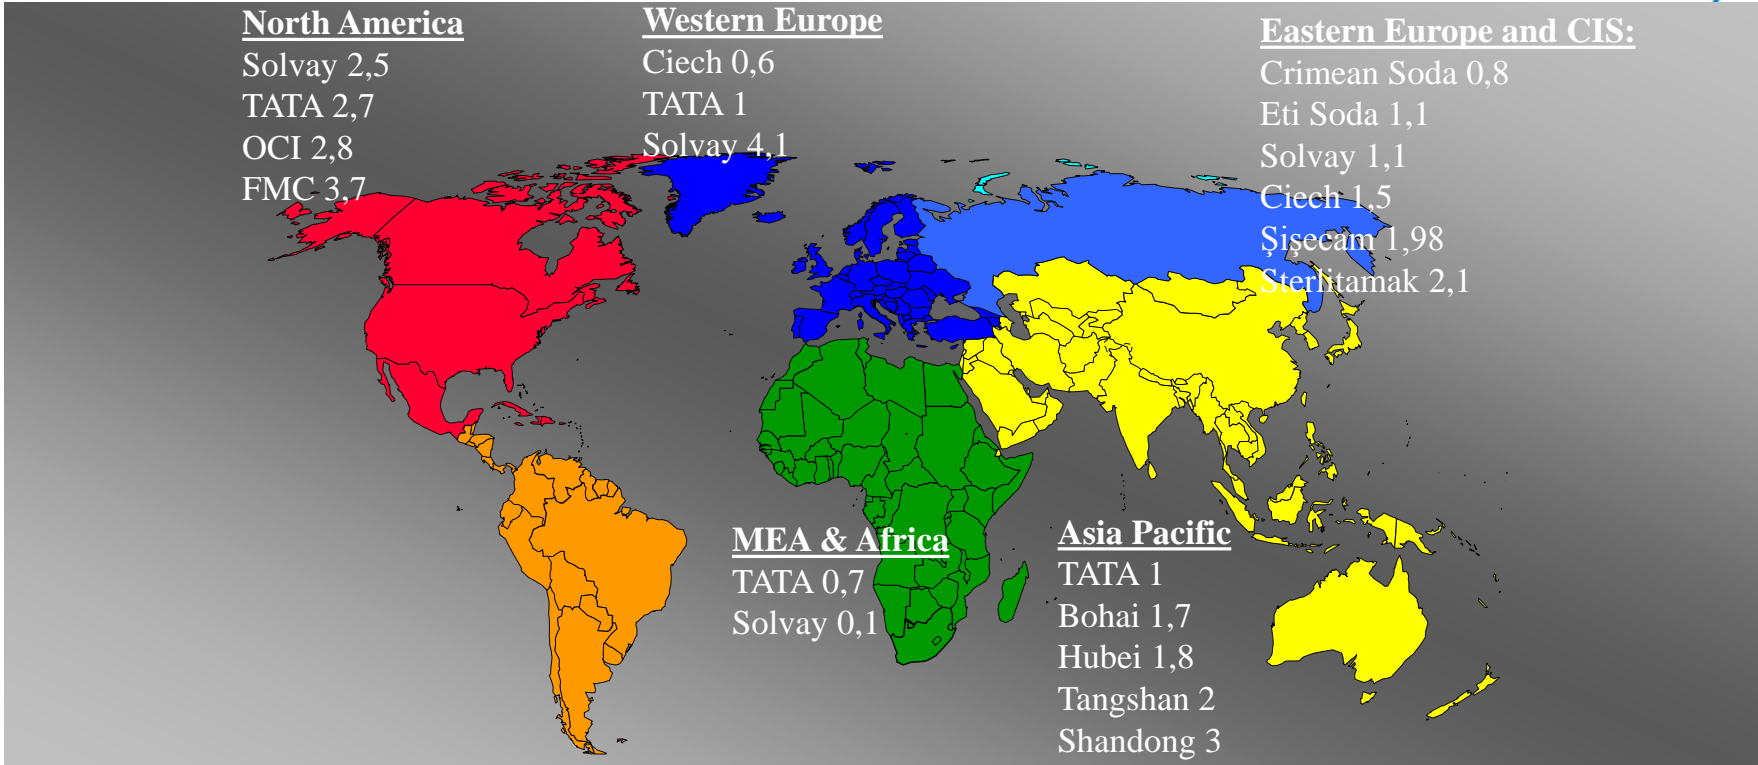 North America
Solvay 2,5
TATA 2,7
OCI 2,8
FMC 3,7
Western Europe
Ciech 0,6
TATA 1
Solvay 4,1
Eastern Europe and CIS:
Crimean Soda 0,8
Eti Soda 1,1
Solvay 1,1
Ciech 1,5
Şişecam 1,98
Sterlitamak 2,1
MEA & Africa
TATA 0,7
Solvay 0,1
Asia Pacific
TATA 1
Bohai 1,7
Hubei 1,8
Tangshan 2
Shandong 3